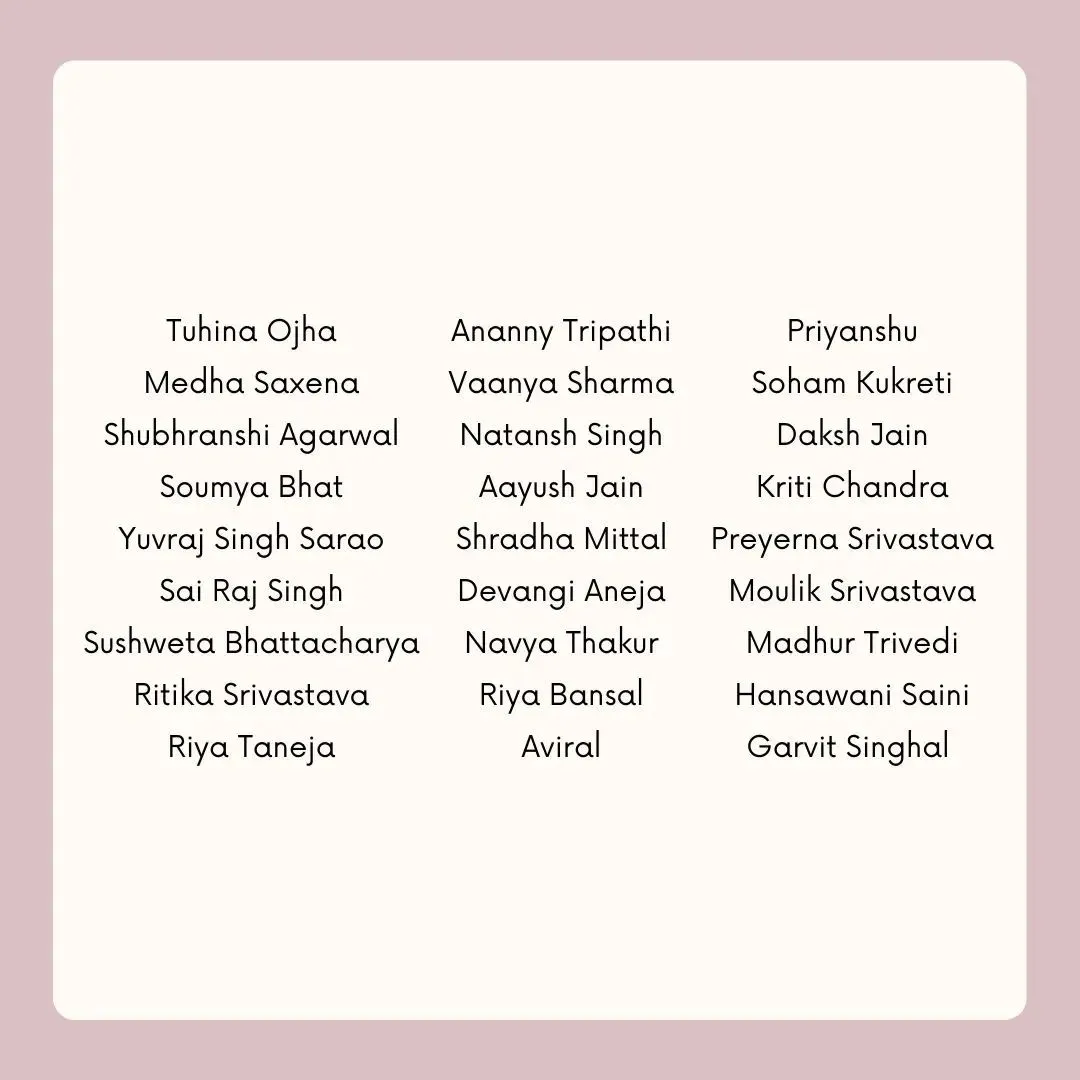 Tuhina Ojha
Medha Saxena
Shubhranshi Agarwal
Soumya Bhat
Yuvraj Singh Sarao
Sai Raj Singh
Sushweta Bhattacharya
Ritika Srivastava
Riya Taneja
Ananny Tripathi
Vaanya Sharma
Natansh Singh
Aayush Jain
Shradha Mittal
Devangi Aneja
Navya Thakur
Riya Bansal
Aviral
Priyanshu
Soham Kukreti
Daksh Jain
Kriti Chandra
Preyerna Srivastava
Moulik Srivastava
Madhur Trivedi
Hansawani Saini
Garvit Singhal